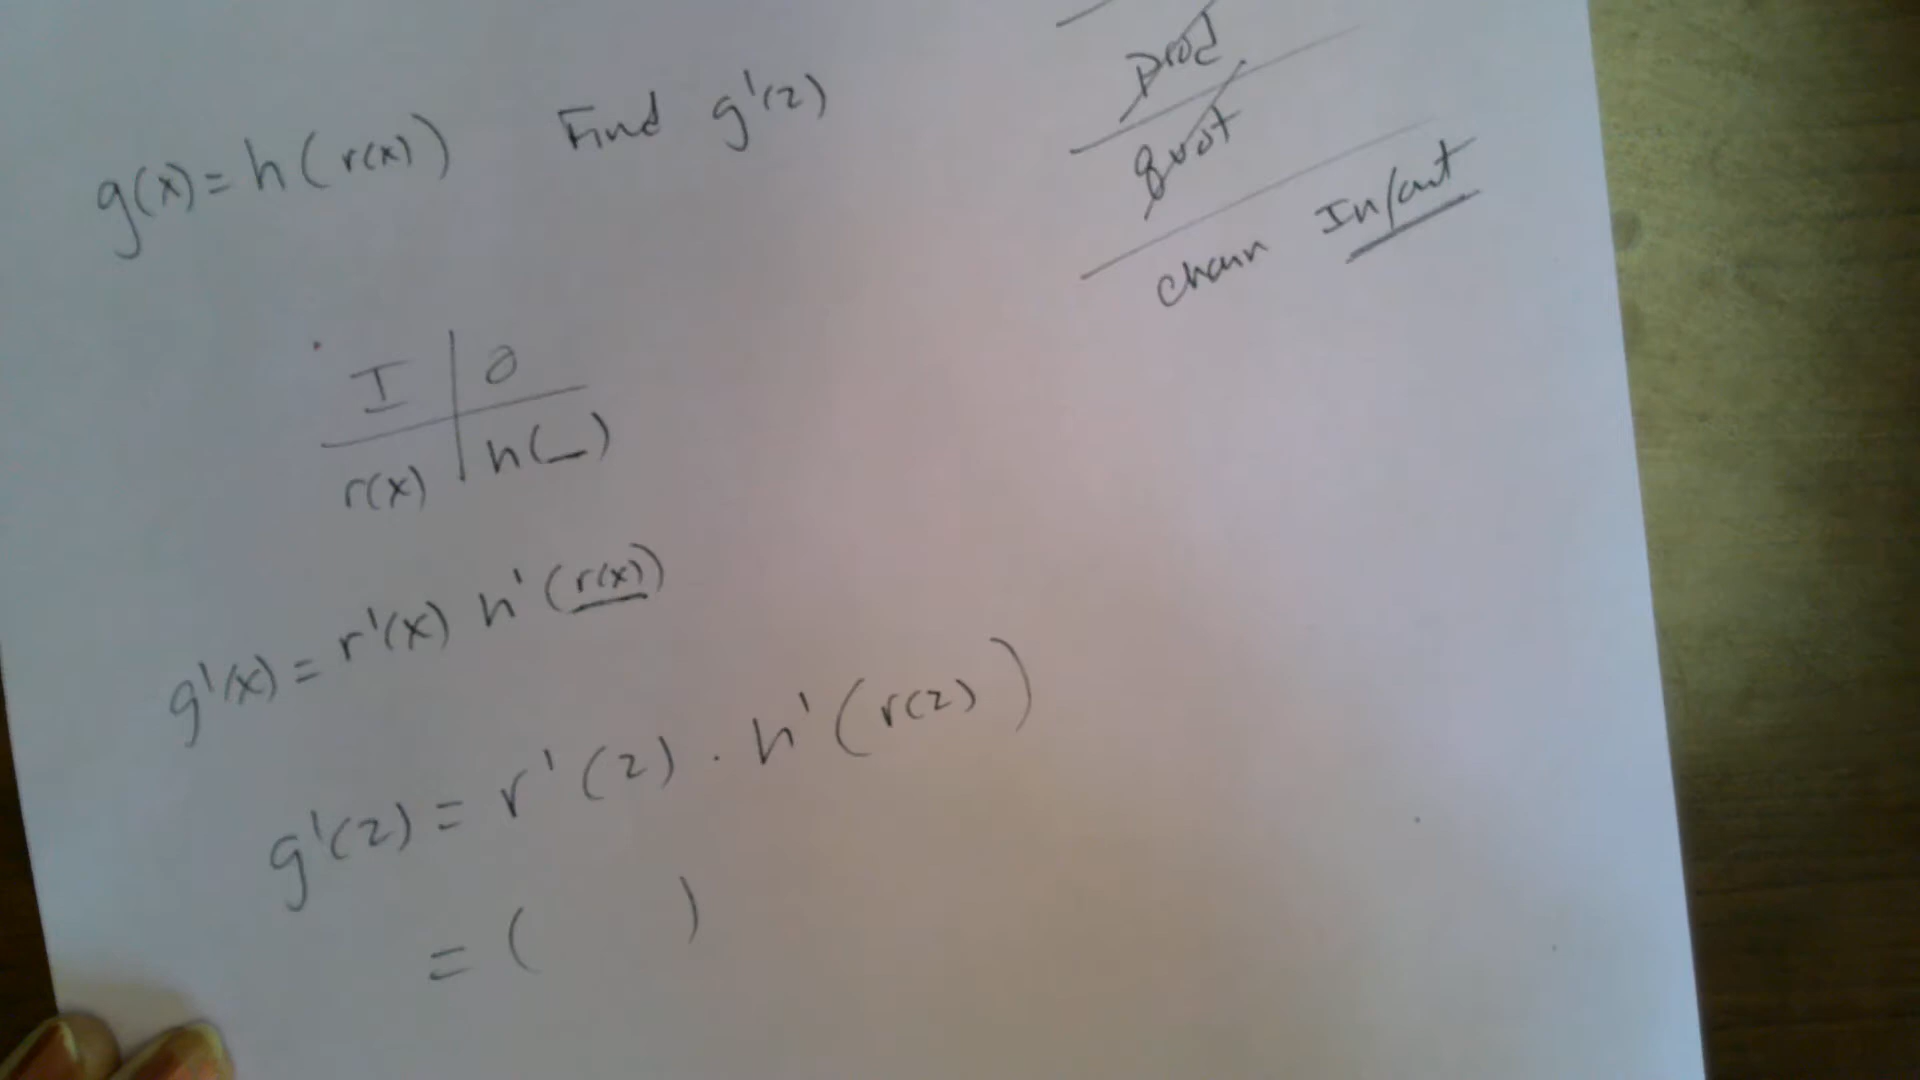 g(x) = h(r(x)) Find g'(2)
prod
quot
chain In/out
I | O
r(x) | h(_)
g'(x) = r'(x) h'(r(x))
g'(2) = r'(2) · h'(r(2))
= ( )